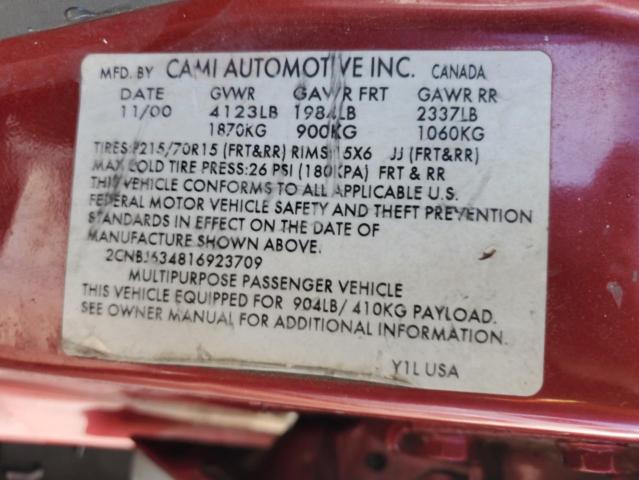 MFD. BY CAMI AUTOMOTIVE INC. CANADA
DATE GVWR GAWR FRT GAWR RR
11/00 4123LB 1984LB 2337LB
1870KG 900KG 1060KG
TIRES:P215/70R15 (FRT&RR) RIMS:15X6 JJ (FRT&RR)
MAX COLD TIRE PRESS:26 PSI (180KPA) FRT & RR
THIS VEHICLE CONFORMS TO ALL APPLICABLE U.S.
FEDERAL MOTOR VEHICLE SAFETY AND THEFT PREVENTION
STANDARDS IN EFFECT ON THE DATE OF
MANUFACTURE SHOWN ABOVE.
2CNBJ634816923709
MULTIPURPOSE PASSENGER VEHICLE
THIS VEHICLE EQUIPPED FOR 904LB/ 410KG PAYLOAD.
SEE OWNER MANUAL FOR ADDITIONAL INFORMATION.
Y1L USA